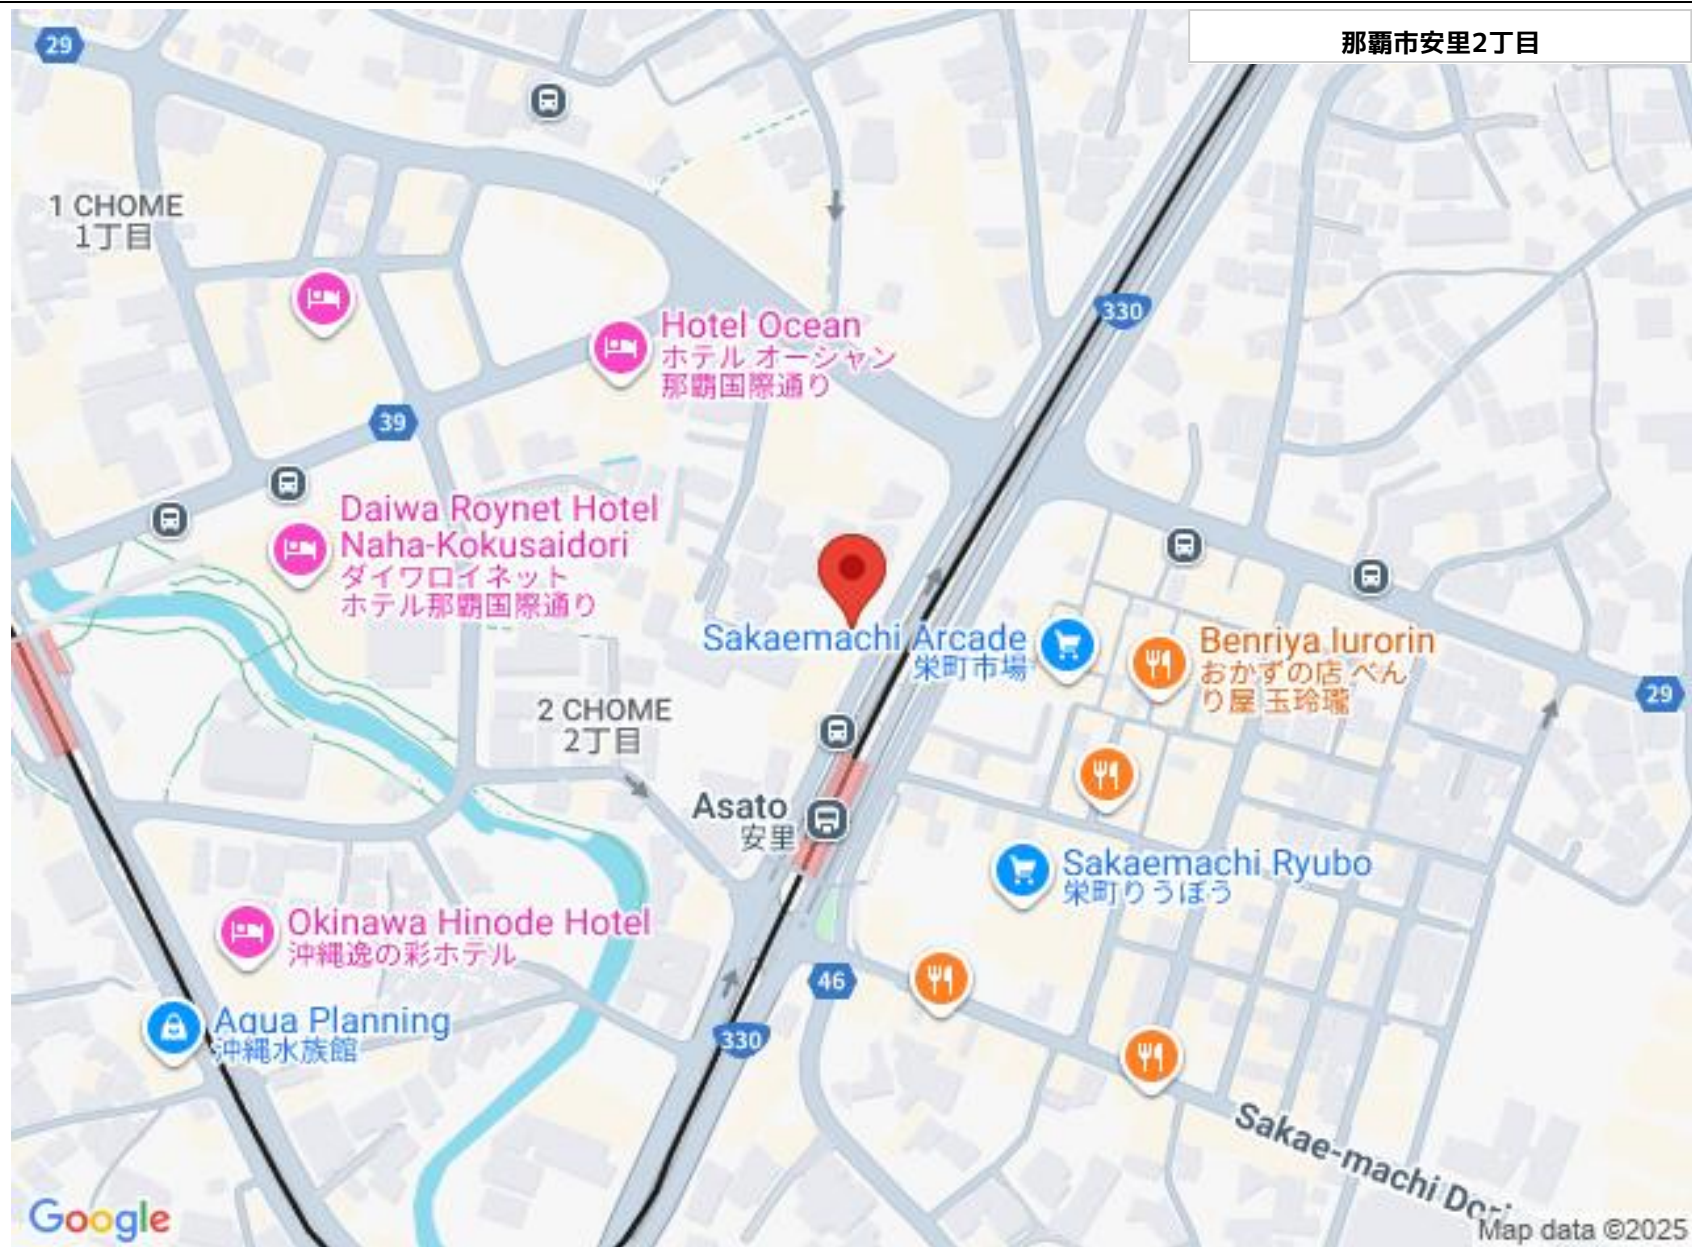 那覇市安里2丁目
29
1 CHOME
1丁目
330
Hotel Ocean
ホテル オーシャン
那覇国際通り
39
Daiwa Roynet Hotel
Naha-Kokusaidori
ダイワロイネット
ホテル那覇国際通り
Sakaemachi Arcade
栄町市場
Benriya Iurorin
おかずの店 べん
り屋 玉玲瓏
29
2 CHOME
2丁目
Asato
安里
Sakaemachi Ryubo
栄町りうぼう
Okinawa Hinode Hotel
沖縄逸の彩ホテル
46
Aqua Planning
沖縄水族館
330
Sakae-machi Dori
Google
Map data ©2025